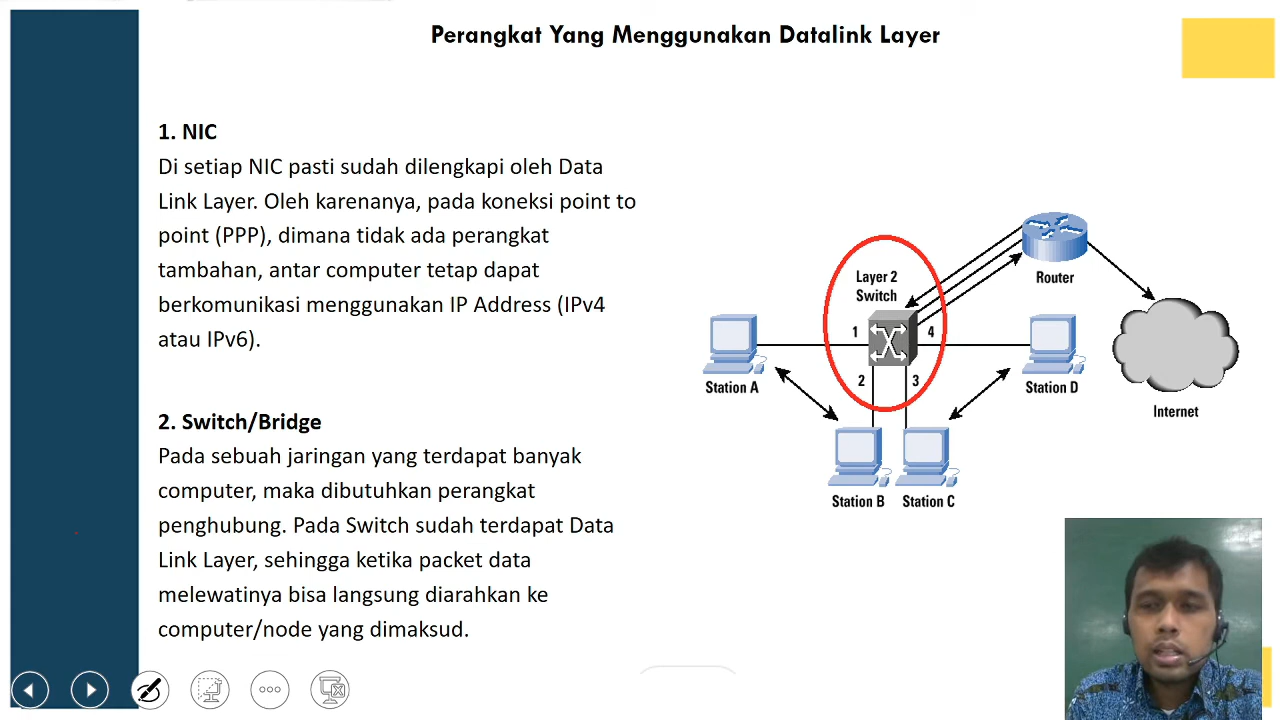 Perangkat Yang Menggunakan Datalink Layer
1. NIC
Di setiap NIC pasti sudah dilengkapi oleh Data
Link Layer. Oleh karenanya, pada koneksi point to
point (PPP), dimana tidak ada perangkat
tambahan, antar computer tetap dapat
berkomunikasi menggunakan IP Address (IPv4
atau IPv6).
2. Switch/Bridge
Pada sebuah jaringan yang terdapat banyak
computer, maka dibutuhkan perangkat
penghubung. Pada Switch sudah terdapat Data
Link Layer, sehingga ketika packet data
melewatinya bisa langsung diarahkan ke
computer/node yang dimaksud.
Layer 2
Switch
Router
1
4
2
3
Station A
Station D
Internet
Station B
Station C